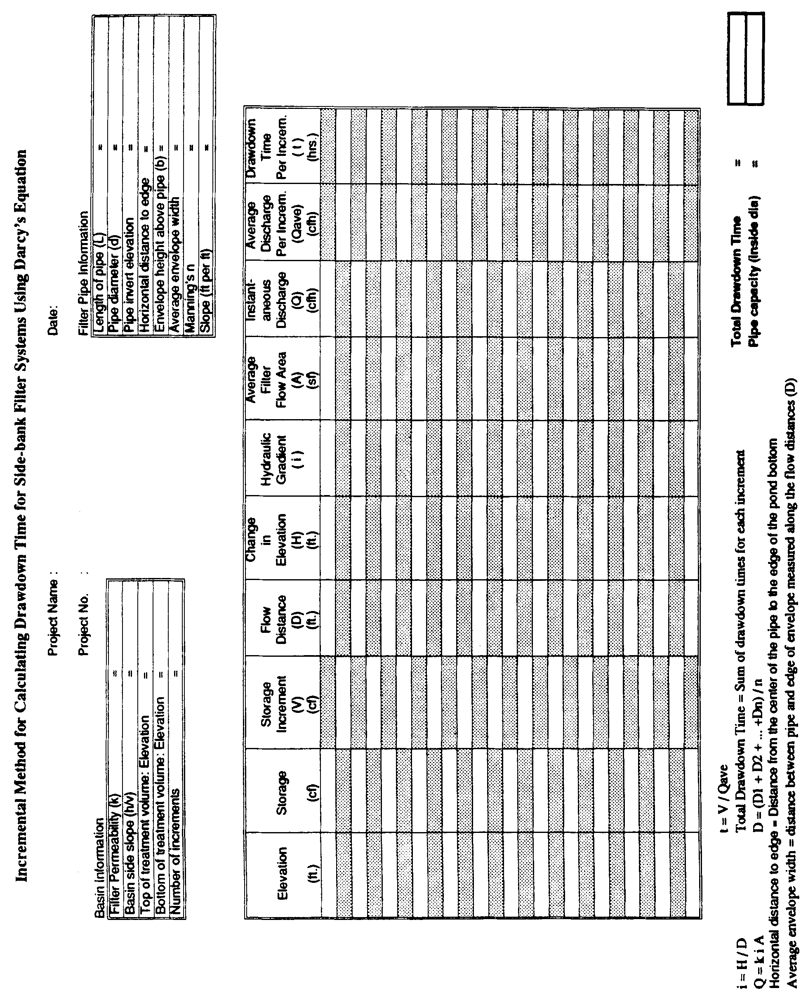 Incremental Method for Calculating Drawdown Time for Side-bank Filter Systems Using Darcy's Equation
Project Name :
Date:
Project No. :
Basin Information
Filter Permeability (k) =
Basin side slope (h/v) =
Top of treatment volume: Elevation =
Bottom of treatment volume: Elevation =
Number of increments =
Filter Pipe Information
Length of pipe (L) =
Pipe diameter (d) =
Pipe invert elevation =
Horizontal distance to edge =
Envelope height above pipe (b) =
Average envelope width =
Manning's n =
Slope (ft per ft) =
Elevation
(ft.)
Storage
(cf)
Storage
Increment
(V)
(cf)
Flow
Distance
(D)
(ft.)
Change
in
Elevation
(H)
(ft.)
Hydraulic
Gradient
( i )
Average
Filter
Flow Area
(A)
(sf)
Instant-
aneous
Discharge
(Q)
(cfh)
Average
Discharge
Per Increm.
(Qave)
(cfh)
Drawdown
Time
Per Increm.
( t )
(hrs.)
t = V / Qave
i = H / D
Total Drawdown Time = Sum of drawdown times for each increment
Total Drawdown Time =
Q = k i A
D = (D1 + D2 + ... +Dn) / n
Pipe capacity (inside dia) =
Horizontal distance to edge = Distance from the center of the pipe to the edge of the pond bottom
Average envelope width = distance between pipe and edge of envelope measured along the flow distances (D)